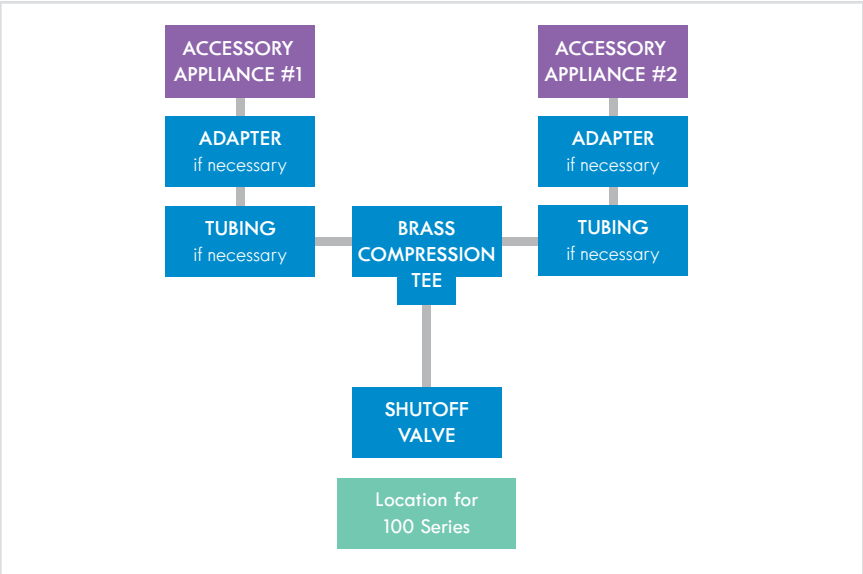 ACCESSORY
APPLIANCE #1
ACCESSORY
APPLIANCE #2
ADAPTER
if necessary
ADAPTER
if necessary
TUBING
if necessary
BRASS
COMPRESSION
TEE
TUBING
if necessary
SHUTOFF
VALVE
Location for
100 Series